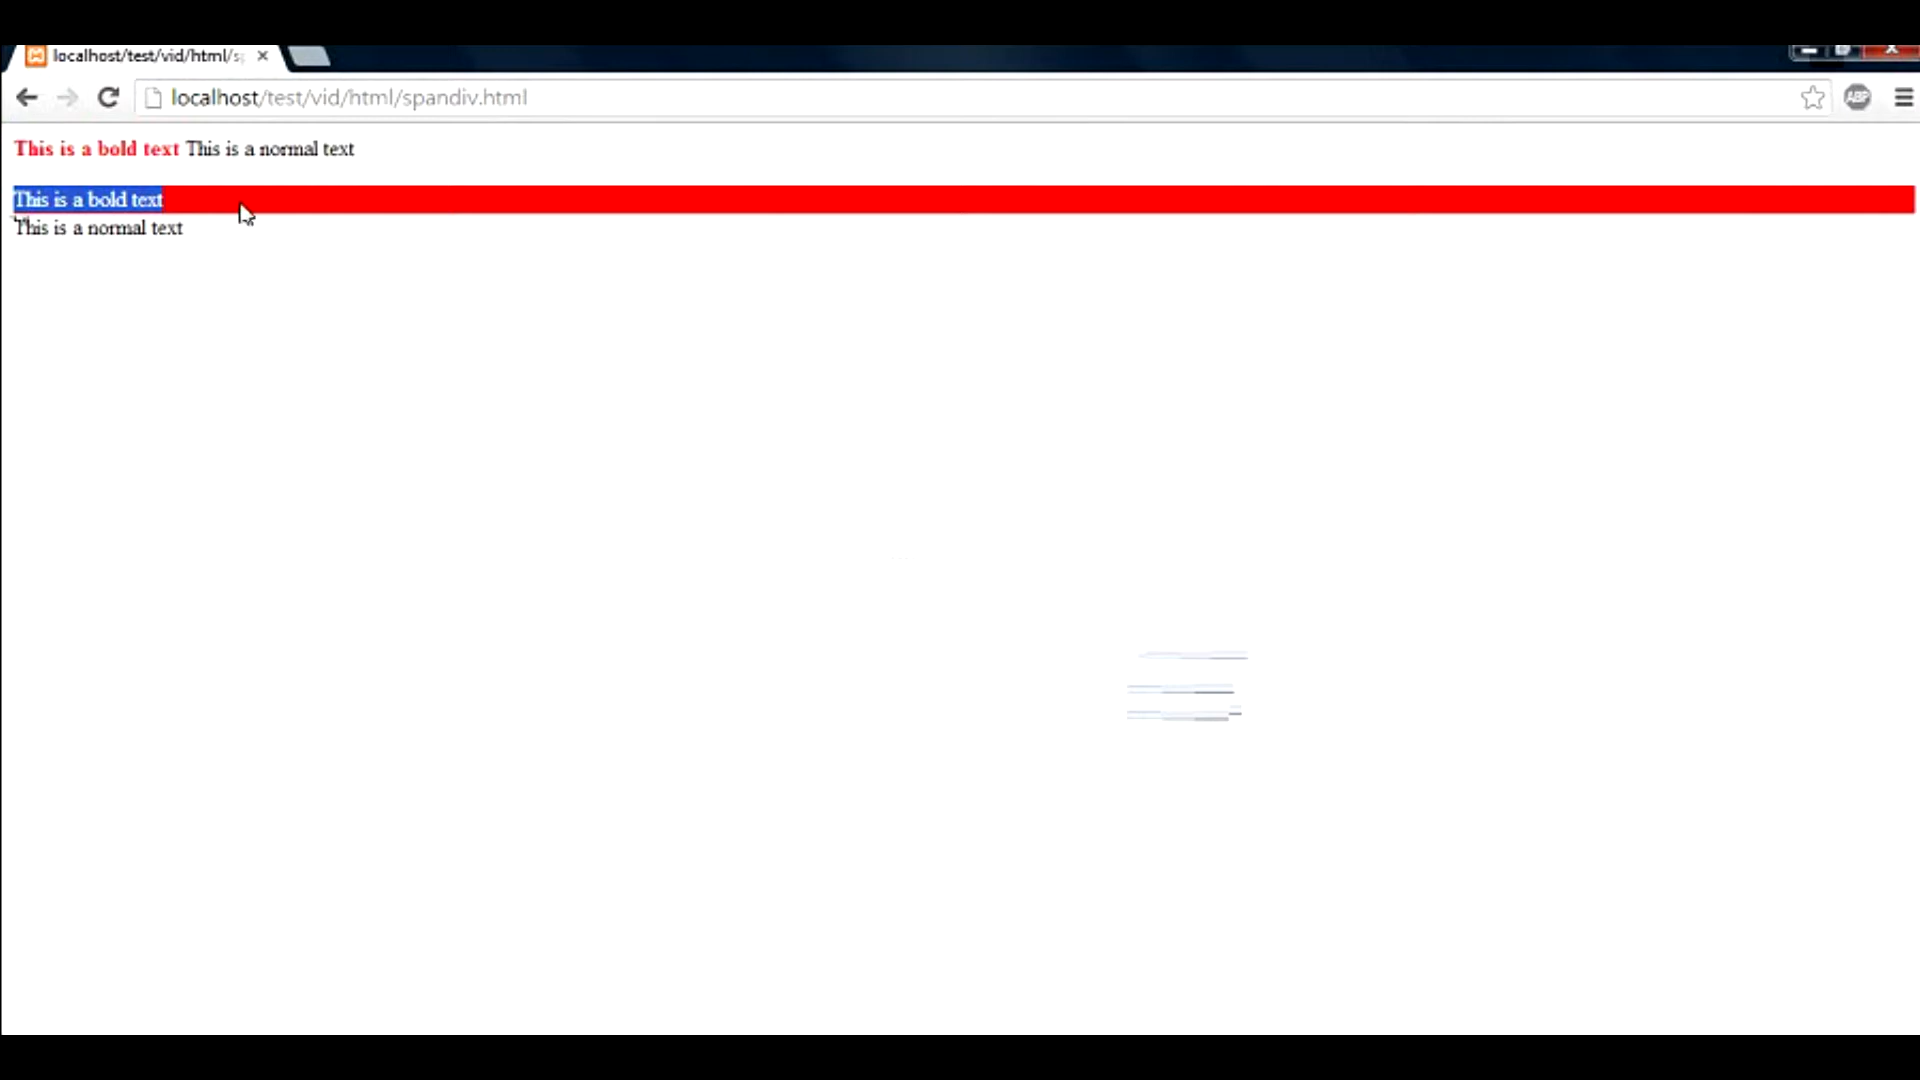 localhost/test/vid/html/s
localhost/test/vid/html/spandiv.html
ABP
This is a bold text This is a normal text
This is a bold text
This is a normal text